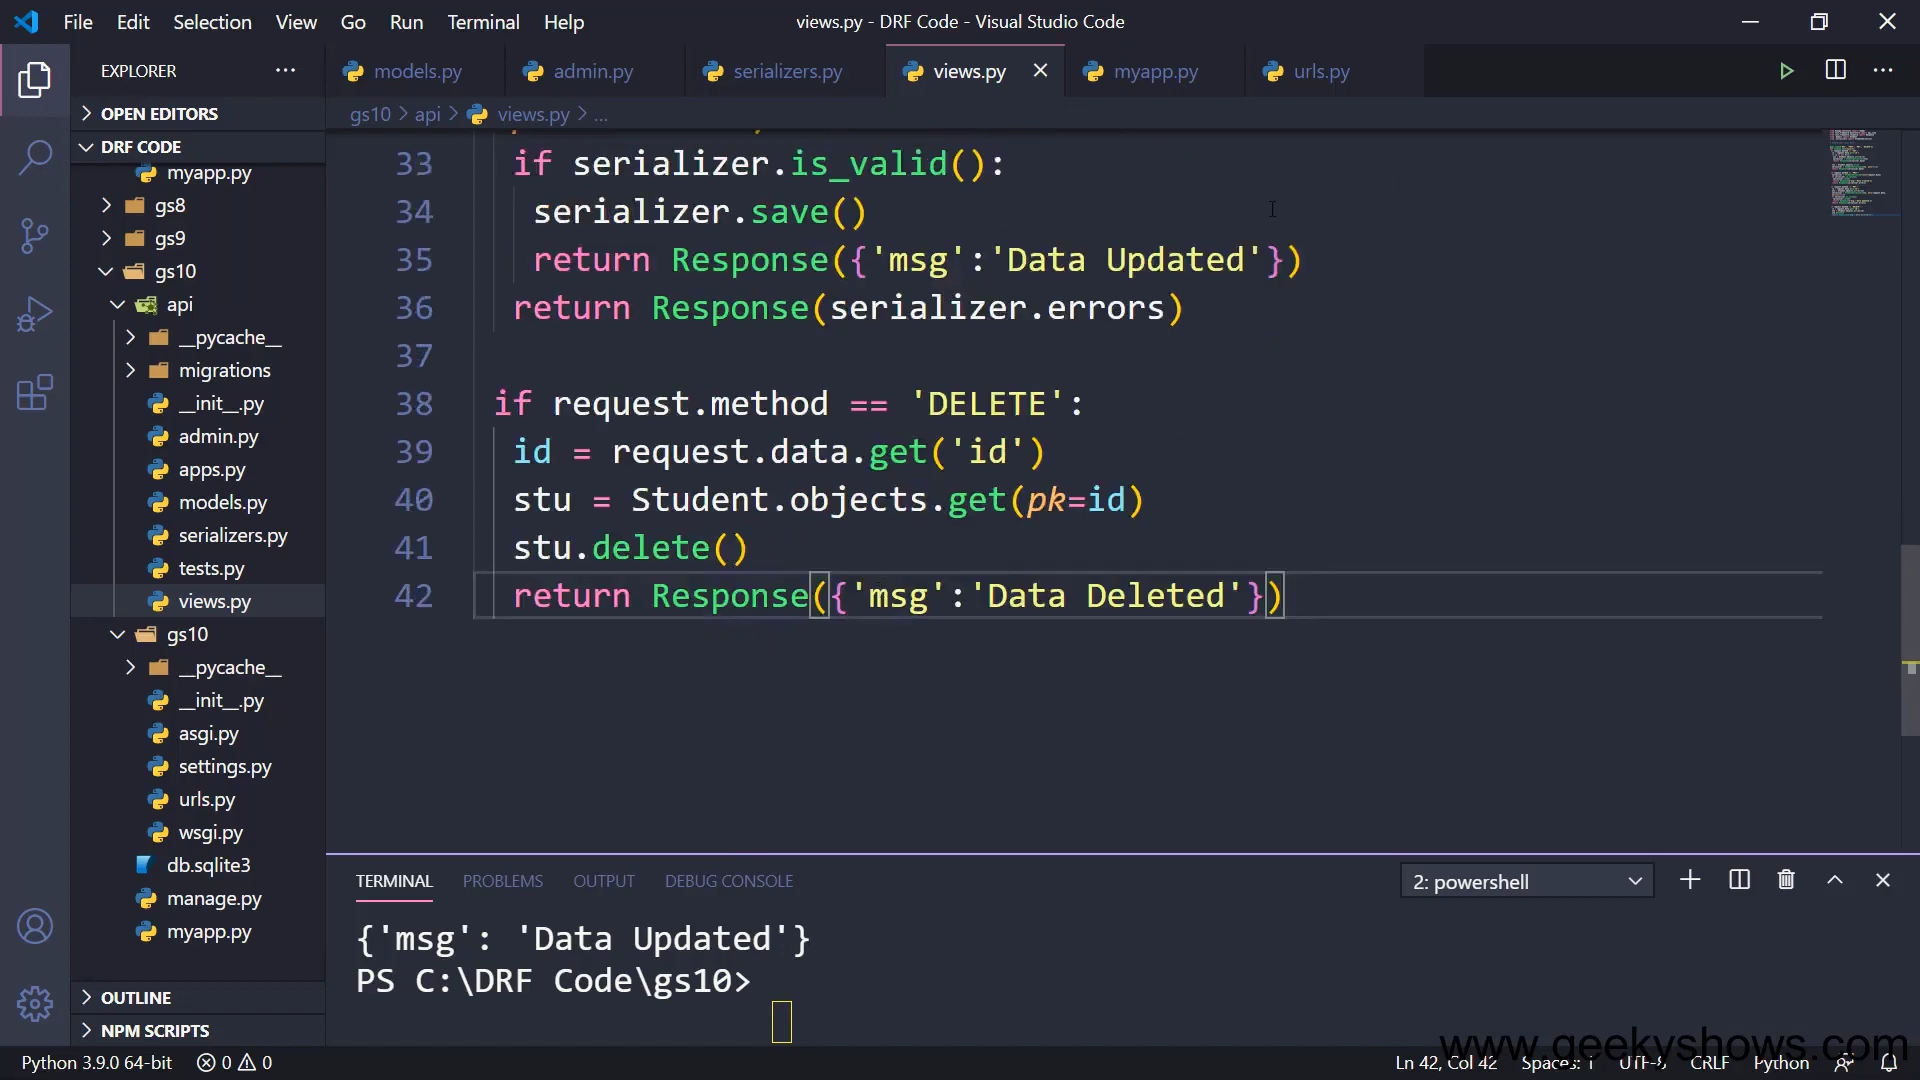 File Edit Selection View Go Run Terminal Help
views.py - DRF Code - Visual Studio Code
EXPLORER
OPEN EDITORS
DRF CODE
myapp.py
gs8
gs9
gs10
api
__pycache__
migrations
__init__.py
admin.py
apps.py
models.py
serializers.py
tests.py
views.py
gs10
__pycache__
__init__.py
asgi.py
settings.py
urls.py
wsgi.py
db.sqlite3
manage.py
myapp.py
OUTLINE
NPM SCRIPTS
models.py admin.py serializers.py views.py myapp.py urls.py
gs10 > api > views.py > ...
33 if serializer.is_valid():
34 serializer.save()
35 return Response({'msg':'Data Updated'})
36 return Response(serializer.errors)
37
38 if request.method == 'DELETE':
39 id = request.data.get('id')
40 stu = Student.objects.get(pk=id)
41 stu.delete()
42 return Response({'msg':'Data Deleted'})
TERMINAL PROBLEMS OUTPUT DEBUG CONSOLE
2: powershell
{'msg': 'Data Updated'}
PS C:\DRF Code\gs10>
www.geekyshows.com
Python 3.9.0 64-bit 0 0
Ln 42, Col 42 Spaces: 1 UTF-8 CRLF Python